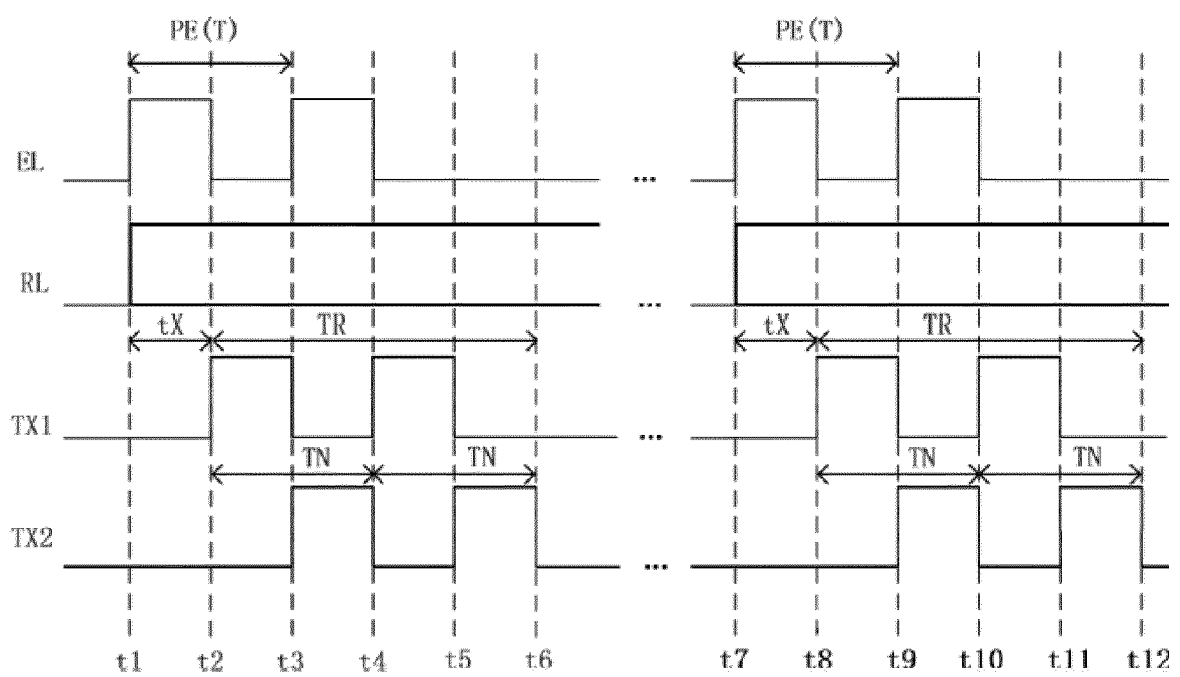 PE(T) PE(T)
EL ... 
RL ...
tX TR tX TR
TX1 ...
TN TN TN TN
TX2 ...
t1 t2 t3 t4 t5 t6 t7 t8 t9 t10 t11 t12